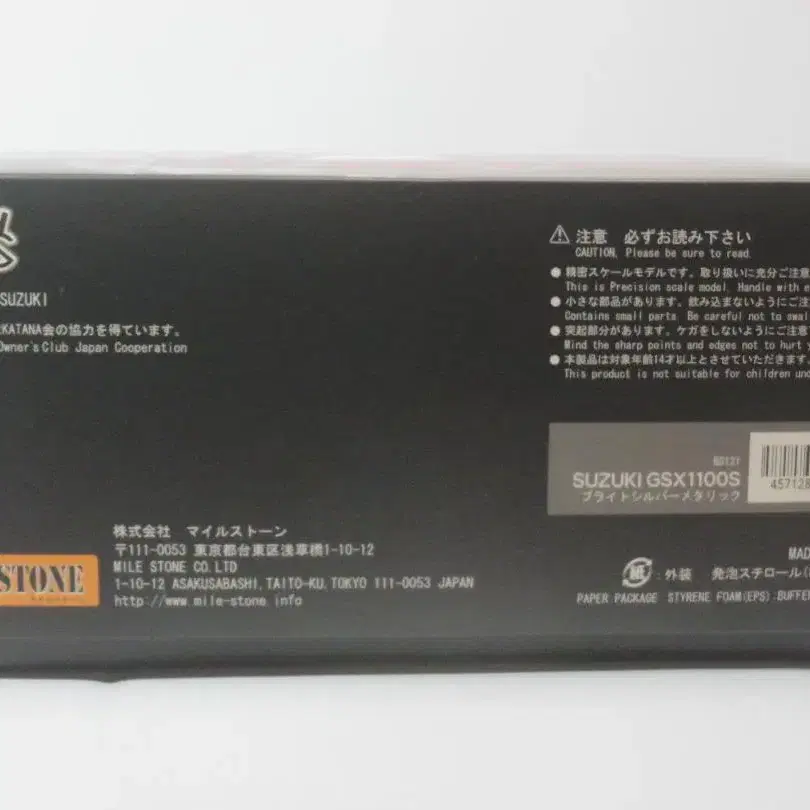 SUZUKI
KATANA会の協力を得ています。
Owner's Club Japan Cooperation
注意 必ずお読み下さい
CAUTION, Please be sure to read.
● 精密スケールモデルです。取り扱いに充分ご注意
This is Precision scale model. Handle with
● 小さな部品があります。飲み込まないようにご注
Contains small parts. Be careful not to
● 突起部分があります。ケガをしないようにご注意
Mind the sharp points and edges not to hurt
● 本製品は対象年齢14才以上とさせていただきます。
This product is not suitable for children
SUZUKI GSX1100S
ブライトシルバーメタリック
457128
株式会社 マイルストーン
〒111-0053 東京都台東区浅草橋1-10-12
MILE STONE CO.LTD
1-10-12 ASAKUSABASHI,TAITO-KU,TOKYO 111-0053 JAPAN
http://www.mile-stone.info
STONE
MAD
紙:外装 発泡スチロール(
PAPER PACKAGE STYRENE FOAM(EPS):BUFFE